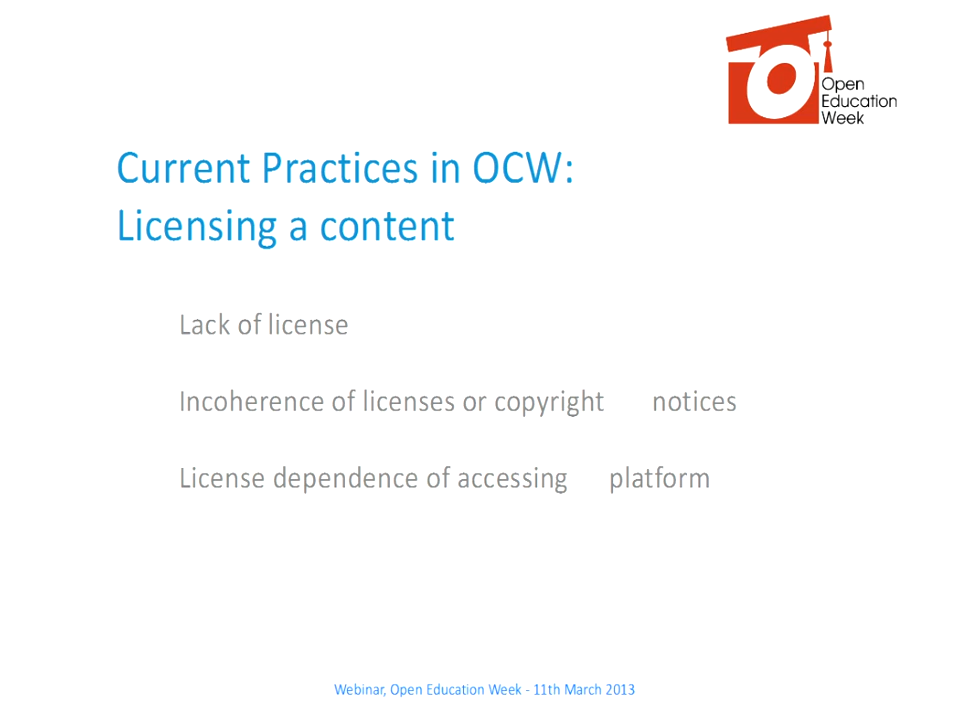 Open
Education
Week
Current Practices in OCW:
Licensing a content
Lack of license
Incoherence of licenses or copyright notices
License dependence of accessing platform
Webinar, Open Education Week - 11th March 2013